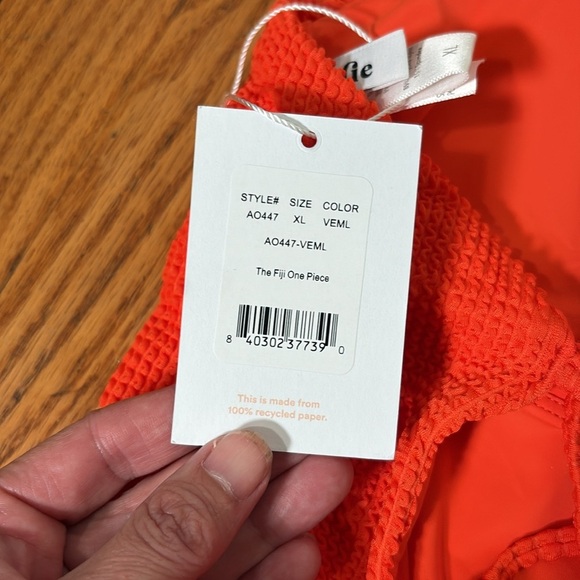 XL
STYLE# SIZE COLOR
AO447 XL VEML
AO447-VEML
The Fiji One Piece
8 40302 37739 0
This is made from
100% recycled paper.